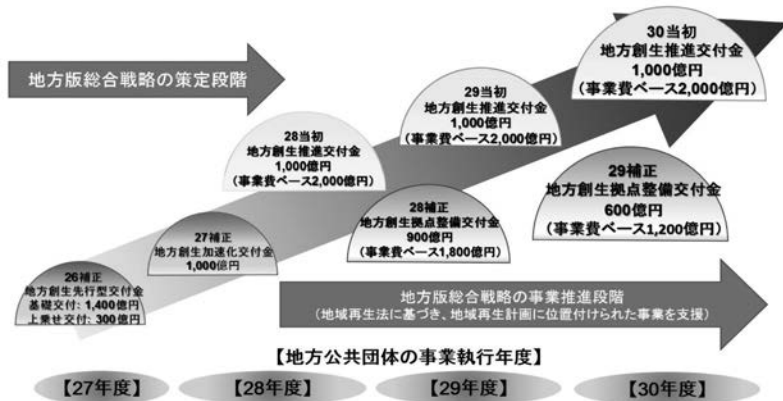 地方版総合戦略の策定段階
30当初
地方創生推進交付金
1,000億円
(事業費ベース2,000億円)
29当初
地方創生推進交付金
1,000億円
(事業費ベース2,000億円)
28当初
地方創生推進交付金
1,000億円
(事業費ベース2,000億円)
29補正
地方創生拠点整備交付金
600億円
(事業費ベース1,200億円)
28補正
地方創生拠点整備交付金
900億円
(事業費ベース1,800億円)
27補正
地方創生加速化交付金
1,000億円
26補正
地方創生先行型交付金
基礎交付: 1,400億円
上乗せ交付: 300億円
地方版総合戦略の事業推進段階
(地域再生法に基づき、地域再生計画に位置付けられた事業を支援)
【地方公共団体の事業執行年度】
【27年度】
【28年度】
【29年度】
【30年度】